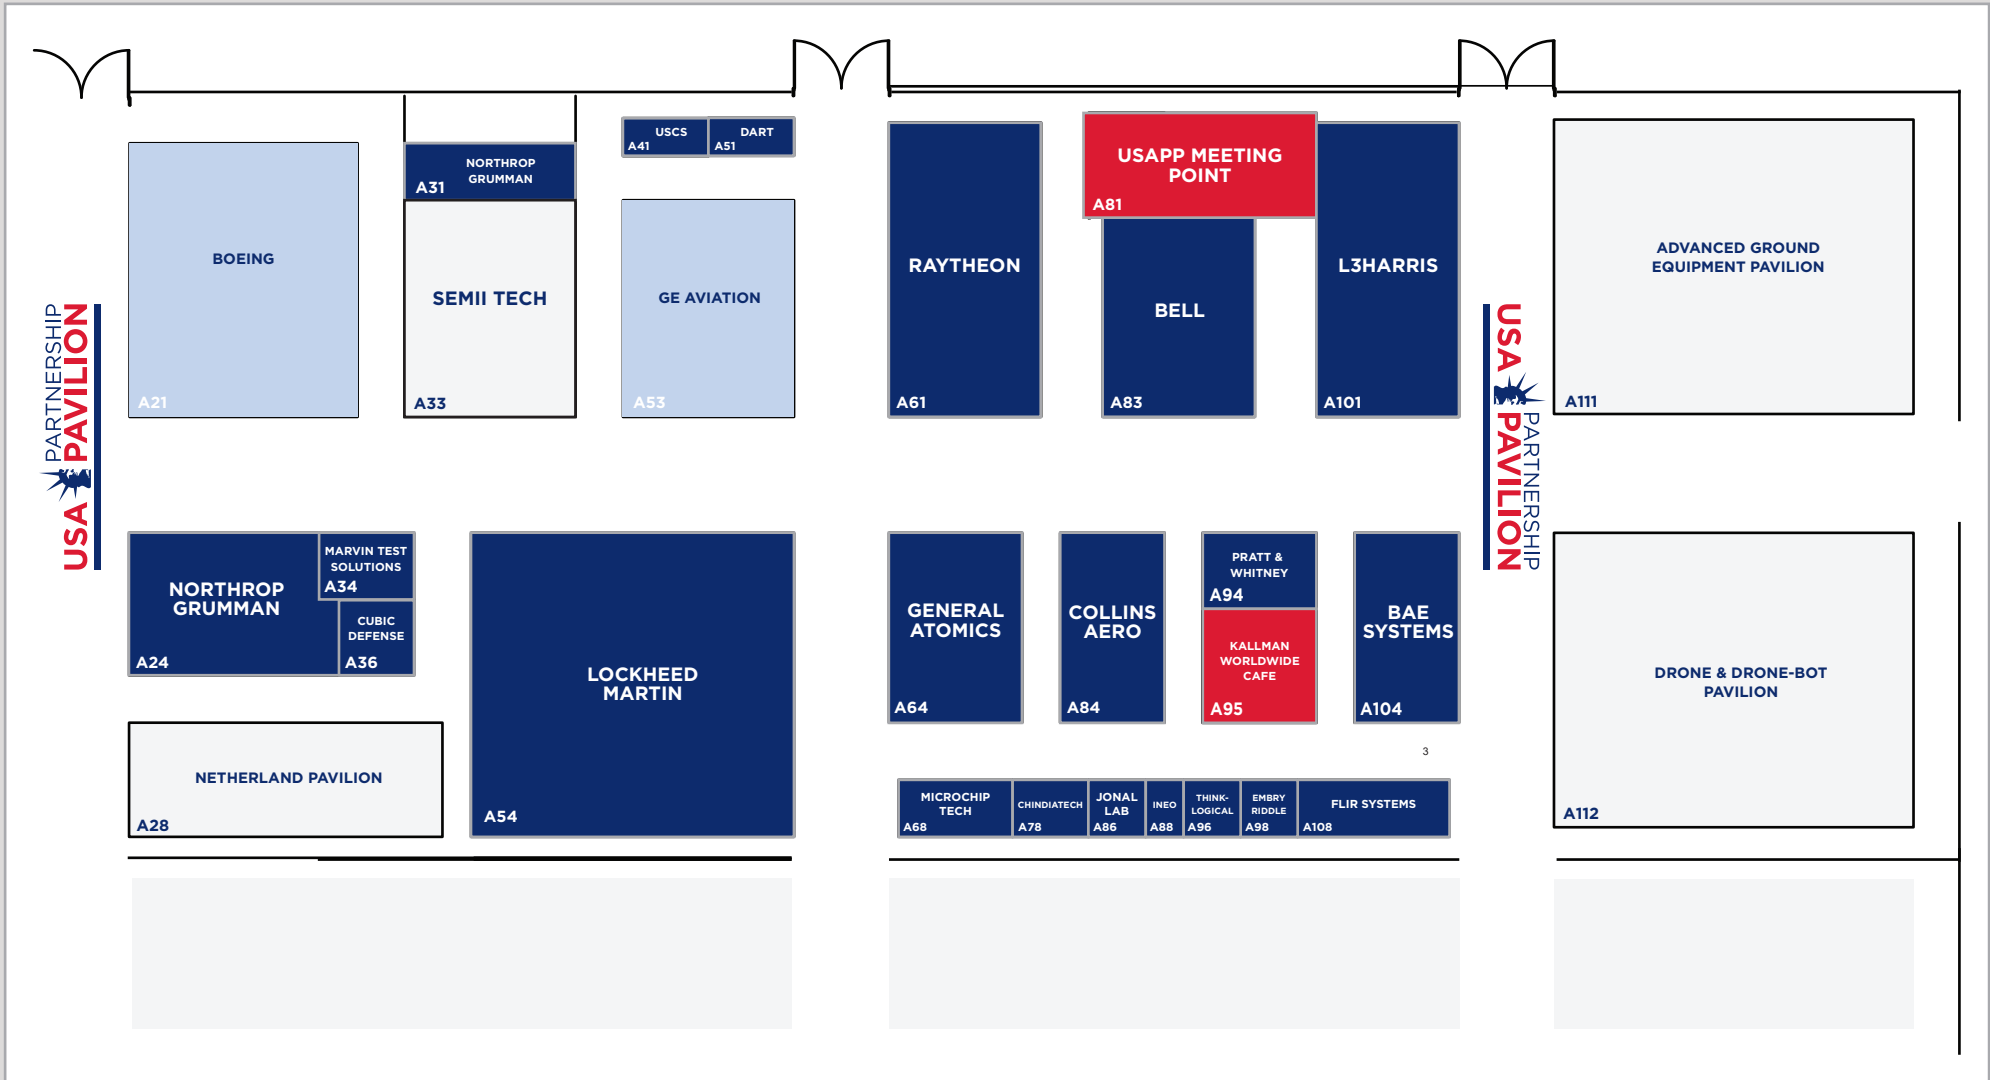 USCS
A41
DART
A51
NORTHROP
GRUMMAN
A31
BOEING
A21
SEMII TECH
A33
GE AVIATION
A53
RAYTHEON
A61
USAPP MEETING
POINT
A81
BELL
A83
L3HARRIS
A101
ADVANCED GROUND
EQUIPMENT PAVILION
A111
USA PARTNERSHIP
PAVILION
USA PARTNERSHIP
PAVILION
NORTHROP
GRUMMAN
A24
MARVIN TEST
SOLUTIONS
A34
CUBIC
DEFENSE
A36
LOCKHEED
MARTIN
A54
NETHERLAND PAVILION
A28
GENERAL
ATOMICS
A64
COLLINS
AERO
A84
PRATT &
WHITNEY
A94
KALLMAN
WORLDWIDE
CAFE
A95
BAE
SYSTEMS
A104
3
DRONE & DRONE-BOT
PAVILION
A112
MICROCHIP
TECH
A68
CHINDIATECH
A78
JONAL
LAB
A86
INEO
A88
THINK-
LOGICAL
A96
EMBRY
RIDDLE
A98
FLIR SYSTEMS
A108